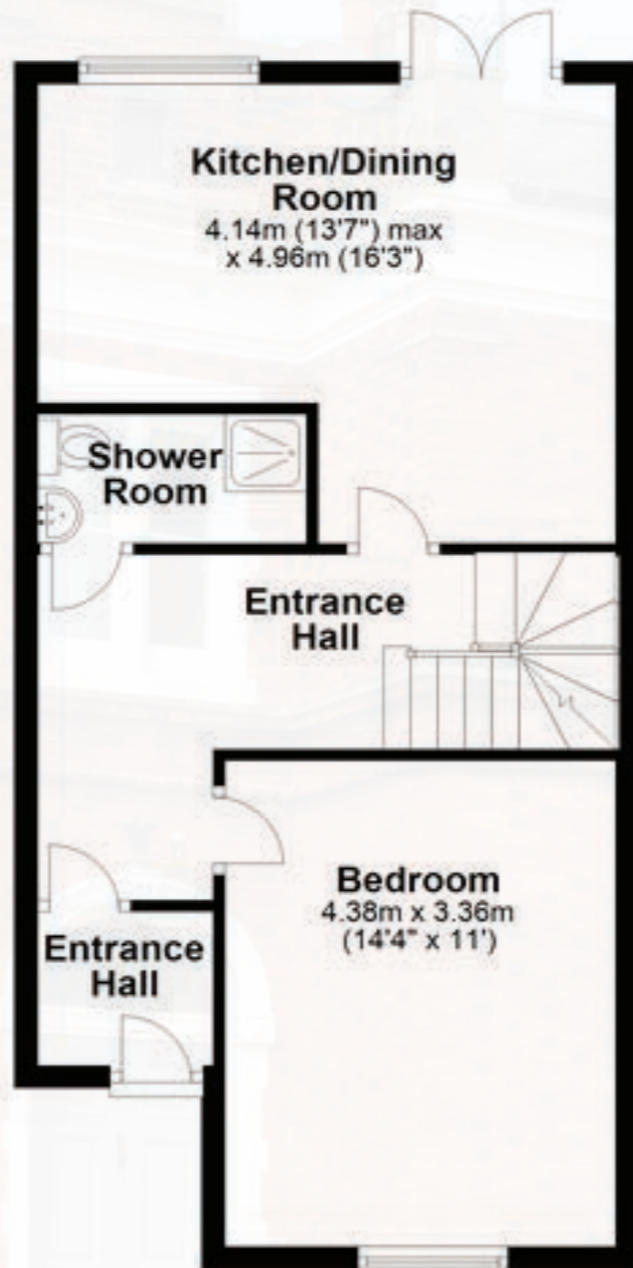 Kitchen/Dining
Room
4.14m (13'7") max
x 4.96m (16'3")
Shower
Room
Entrance
Hall
Bedroom
4.38m x 3.36m
(14'4" x 11')
Entrance
Hall